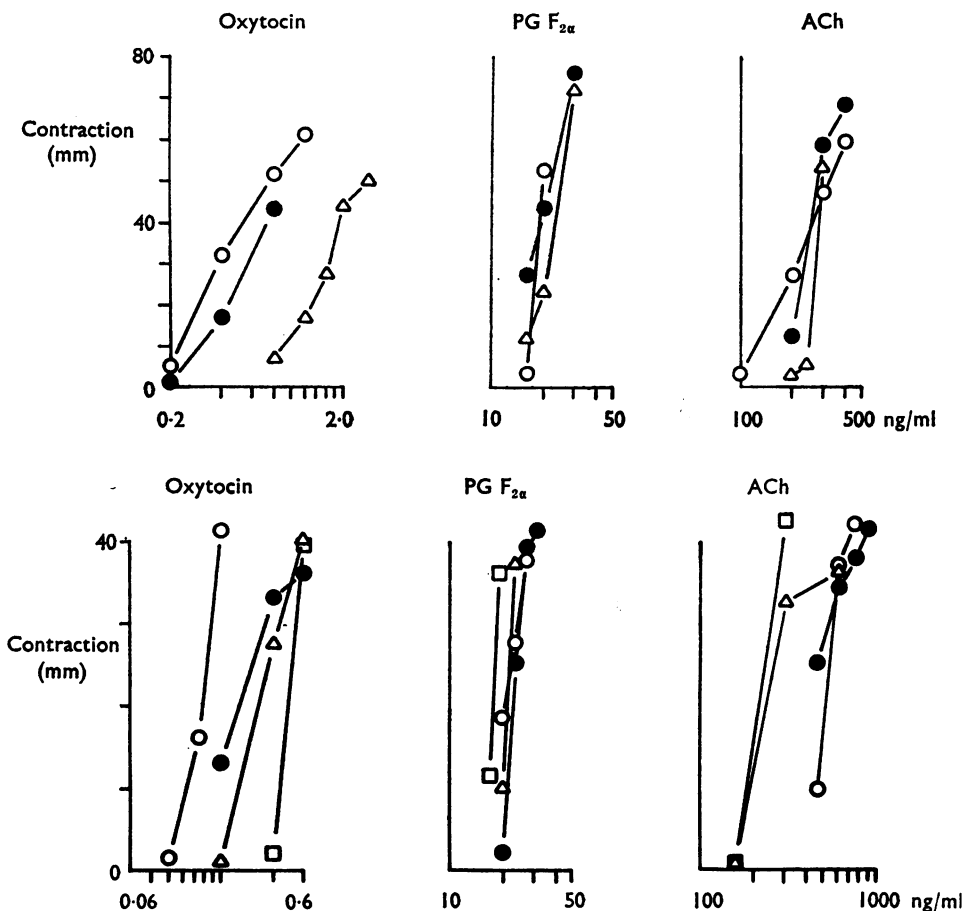 Oxytocin PG F2α ACh
80
Contraction
(mm)
40
0
0·2 2·0 10 50 100 500 ng/ml
Oxytocin PG F2α ACh
40
Contraction
(mm)
0
0·06 0·6 10 50 100 1000 ng/ml